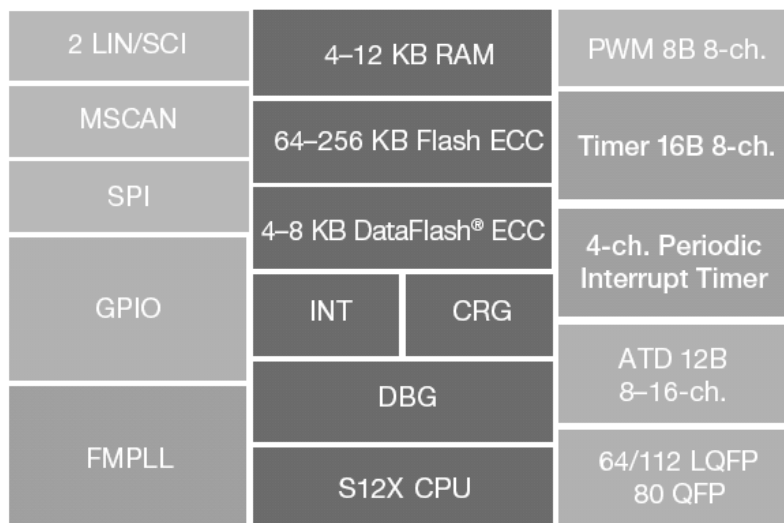 2 LIN/SCI
MSCAN
SPI
GPIO
FMPLL
4–12 KB RAM
64–256 KB Flash ECC
4–8 KB DataFlash® ECC
INT
CRG
DBG
S12X CPU
PWM 8B 8-ch.
Timer 16B 8-ch.
4-ch. Periodic
Interrupt Timer
ATD 12B
8–16-ch.
64/112 LQFP
80 QFP